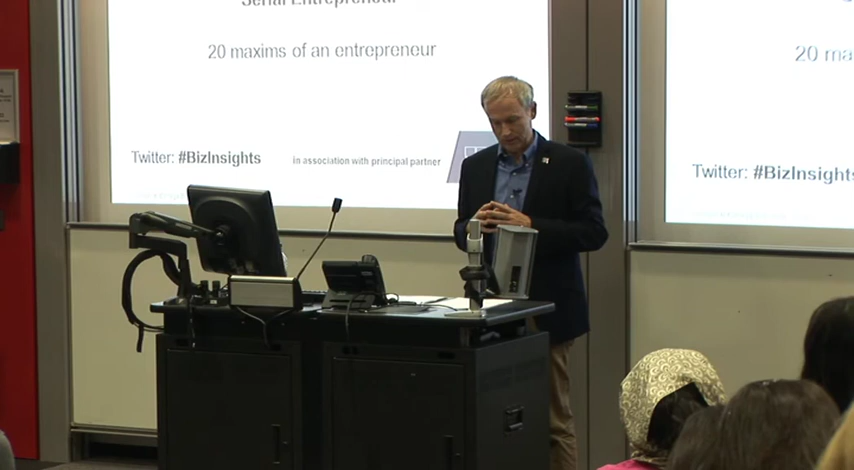 Serial Entrepreneur
20 maxims of an entrepreneur
Twitter: #BizInsights
in association with principal partner
20 ma
Twitter: #BizInsights